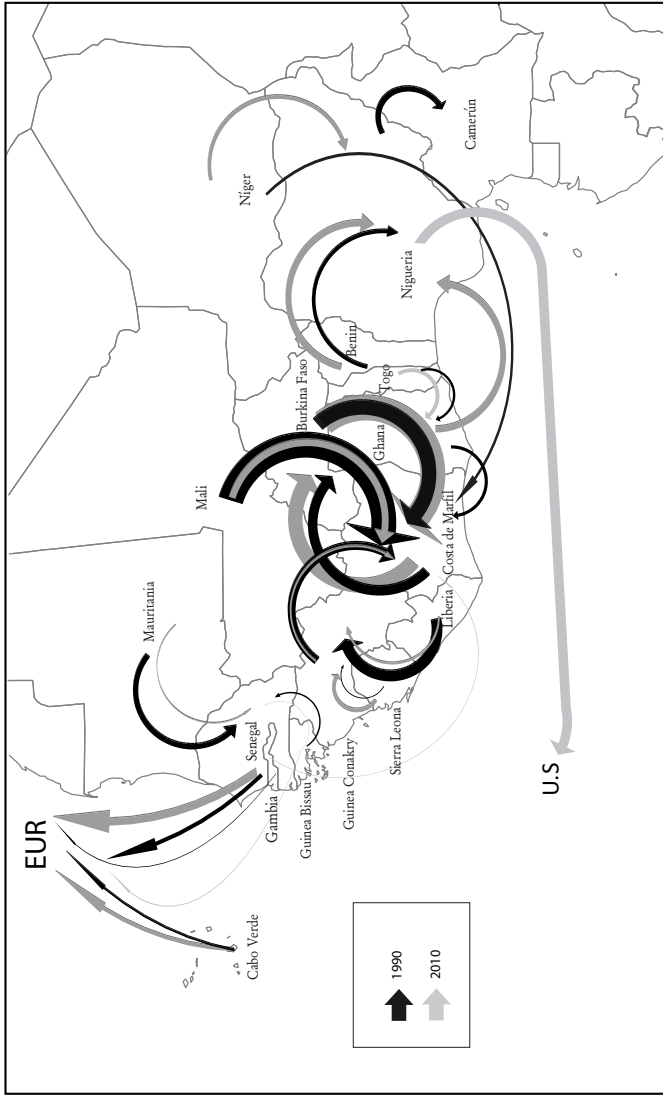 EUR
Mauritania
Mali
Níger
Burkina Faso
Benin
Togo
Ghana
Nigueria
Camerún
Senegal
Gambia
Guinea Bissau
Guinea Conakry
Sierra Leona
Liberia
Costa de Marfil
Cabo Verde
U.S
1990
2010